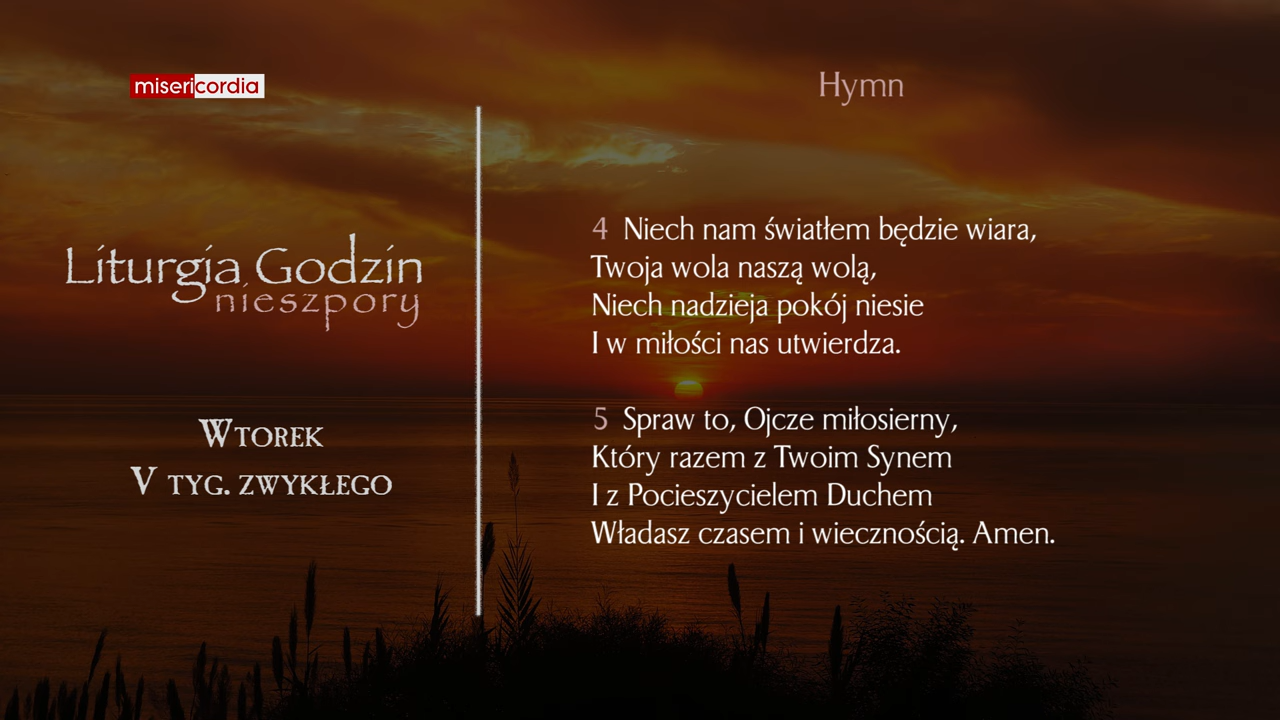 misericordia
Hymn
Liturgia Godzin
nieszpory
Wtorek
V tyg. zwykłego
4 Niech nam światłem będzie wiara,
Twoja wola naszą wolą,
Niech nadzieja pokój niesie
I w miłości nas utwierdza.
5 Spraw to, Ojcze miłosierny,
Który razem z Twoim Synem
I z Pocieszycielem Duchem
Władasz czasem i wiecznością. Amen.